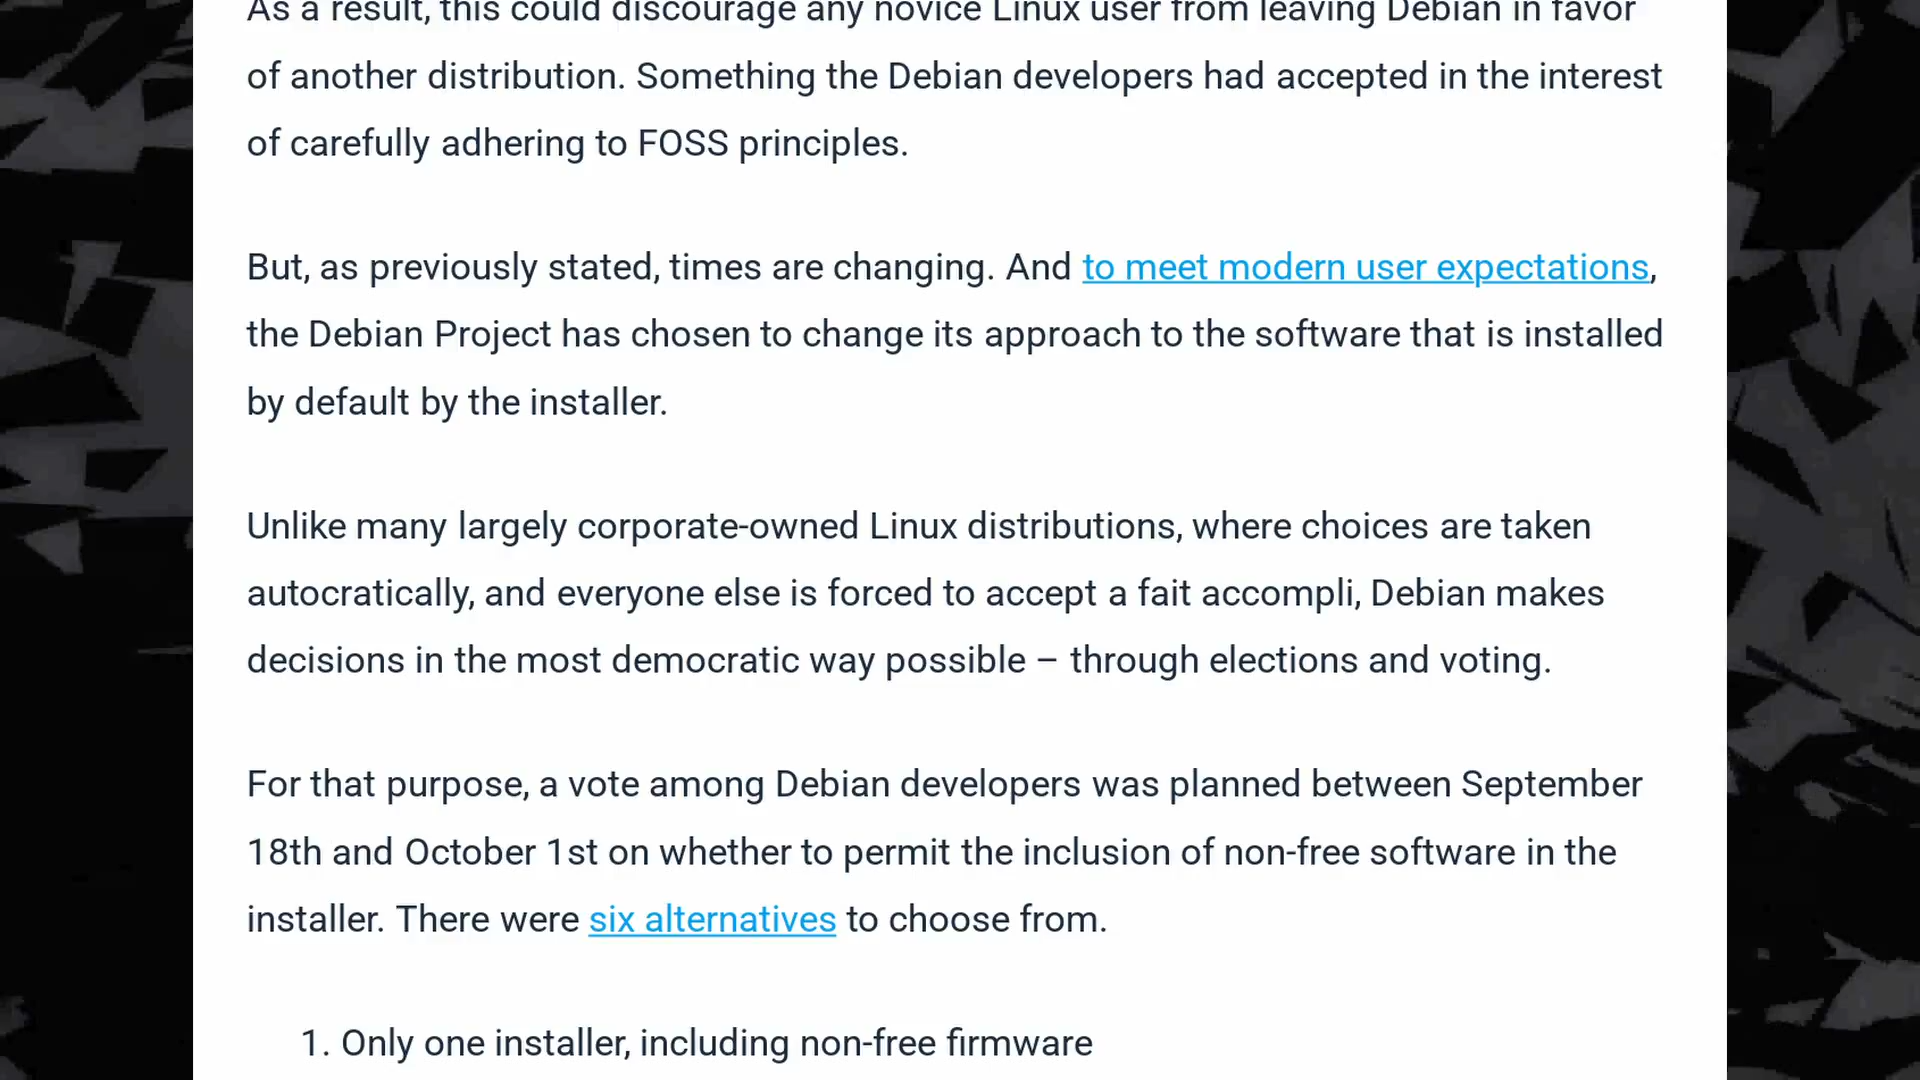 As a result, this could discourage any novice Linux user from leaving Debian in favor
of another distribution. Something the Debian developers had accepted in the interest
of carefully adhering to FOSS principles.
But, as previously stated, times are changing. And to meet modern user expectations,
the Debian Project has chosen to change its approach to the software that is installed
by default by the installer.
Unlike many largely corporate-owned Linux distributions, where choices are taken
autocratically, and everyone else is forced to accept a fait accompli, Debian makes
decisions in the most democratic way possible – through elections and voting.
For that purpose, a vote among Debian developers was planned between September
18th and October 1st on whether to permit the inclusion of non-free software in the
installer. There were six alternatives to choose from.
1. Only one installer, including non-free firmware